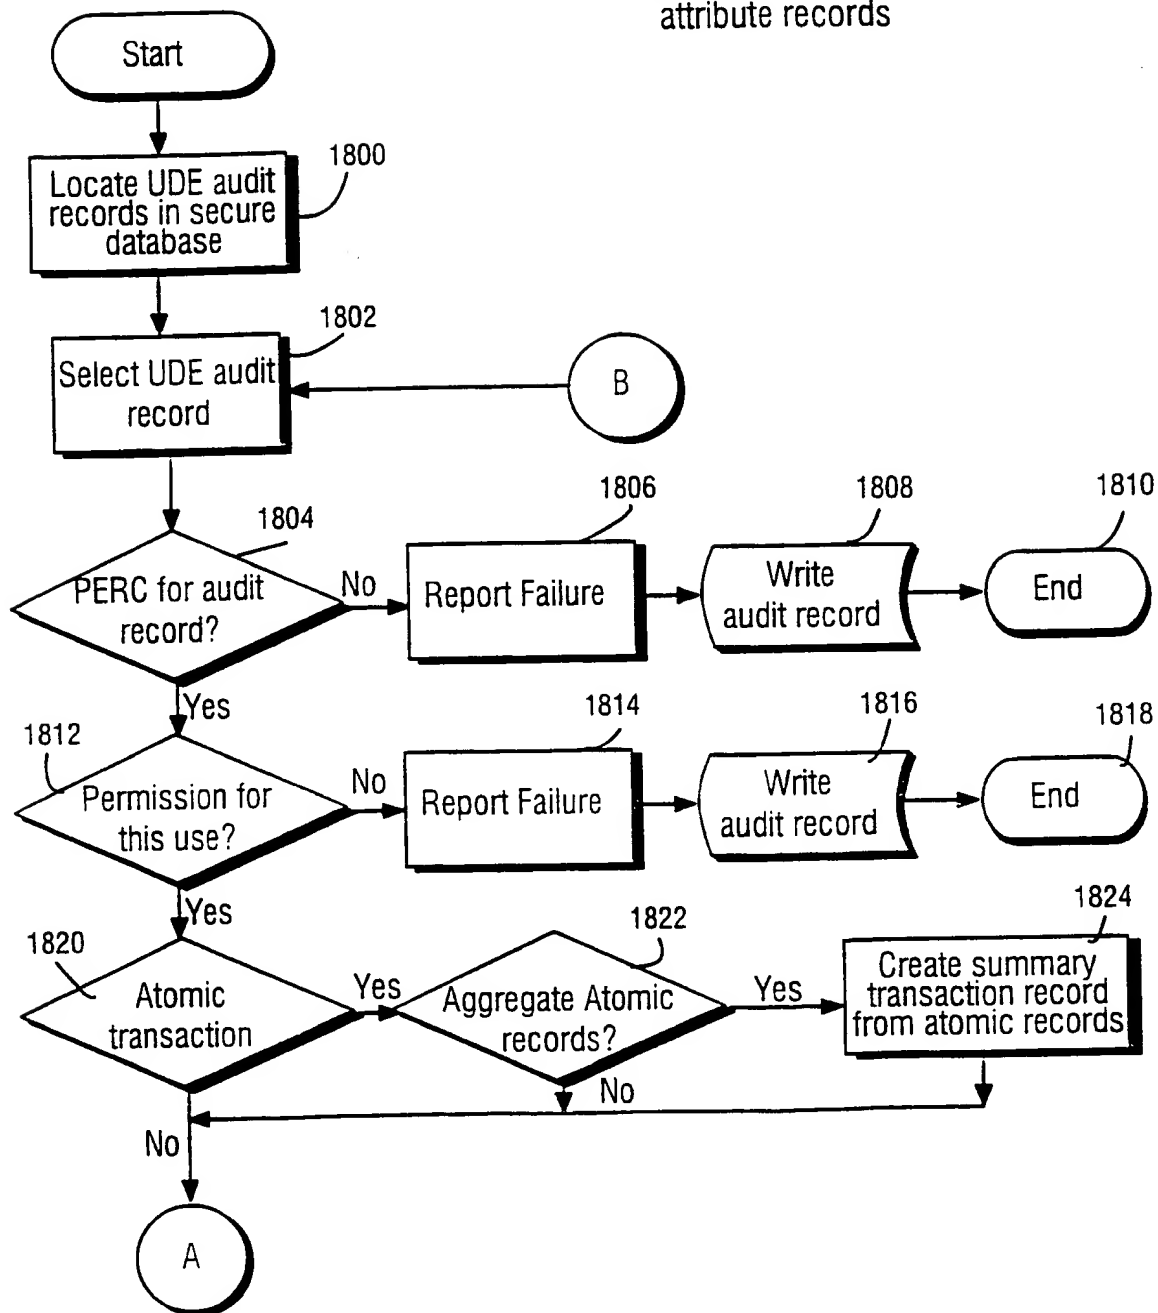 attribute records
Start
1800
Locate UDE audit
records in secure
database
1802
Select UDE audit
record
B
1804
PERC for audit
record?
No
1806
Report Failure
1808
Write
audit record
1810
End
Yes
1812
Permission for
this use?
No
1814
Report Failure
1816
Write
audit record
1818
End
Yes
1820
Atomic
transaction
Yes
1822
Aggregate Atomic
records?
Yes
1824
Create summary
transaction record
from atomic records
No
No
A